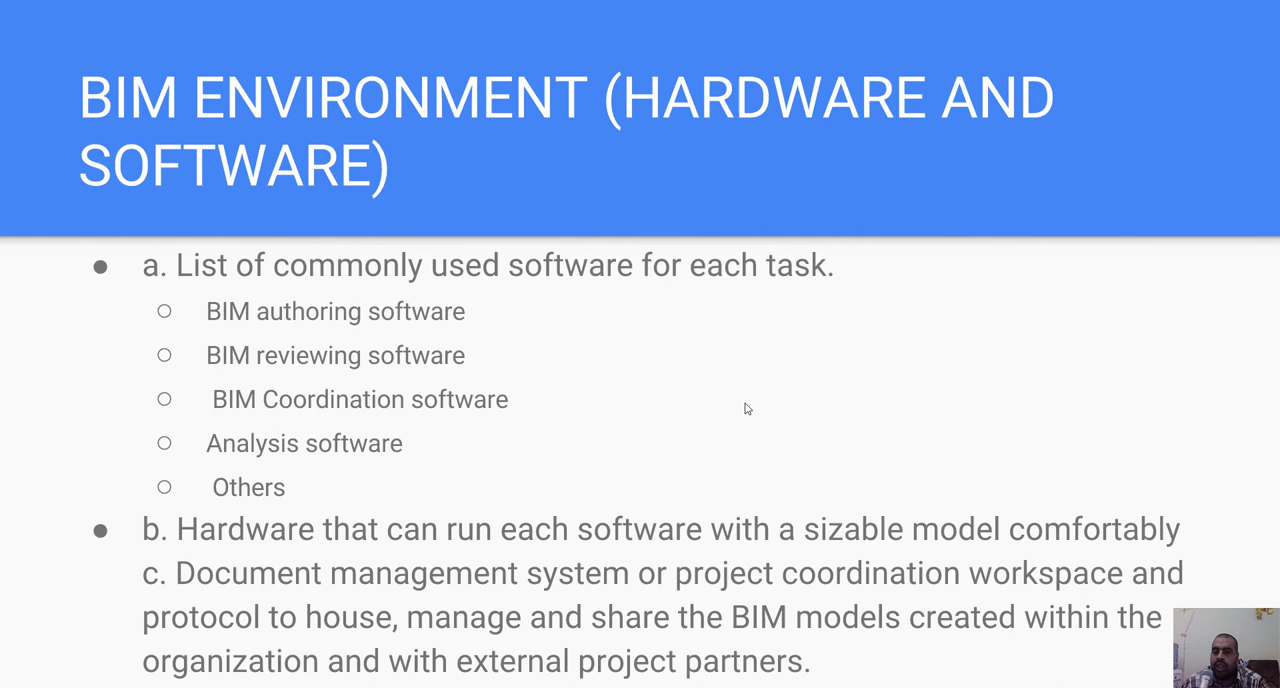 BIM ENVIRONMENT (HARDWARE AND
SOFTWARE)
● a. List of commonly used software for each task.
○ BIM authoring software
○ BIM reviewing software
○ BIM Coordination software
○ Analysis software
○ Others
● b. Hardware that can run each software with a sizable model comfortably
c. Document management system or project coordination workspace and
protocol to house, manage and share the BIM models created within the
organization and with external project partners.